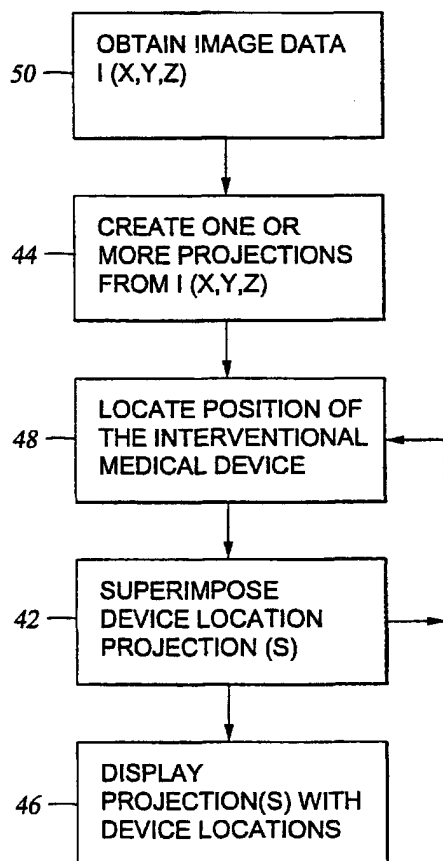 OBTAIN IMAGE DATA
50
I (X,Y,Z)
CREATE ONE OR
44
MORE PROJECTIONS
FROM I (X,Y,Z)
LOCATE POSITION OF
48
THE INTERVENTIONAL
MEDICAL DEVICE
SUPERIMPOSE
42
DEVICE LOCATION
PROJECTION (S)
DISPLAY
46
PROJECTION(S) WITH
DEVICE LOCATIONS